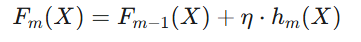 F_m(X) = F_{m-1}(X) + η · h_m(X)